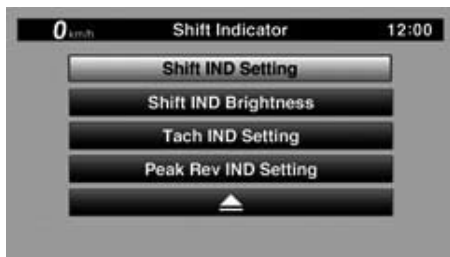 0 km/h Shift Indicator 12:00
Shift IND Setting
Shift IND Brightness
Tach IND Setting
Peak Rev IND Setting